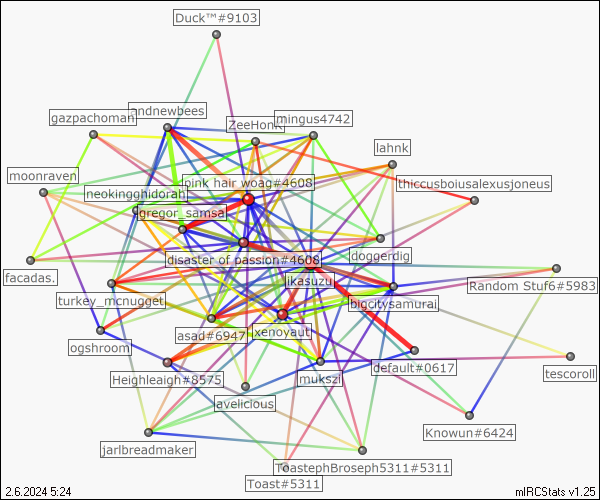 Duck™#9103
andnewbees
gazpachoman
ZeeHonk
mingus4742
lahnk
moonraven
pink hair woag#4608
thiccusboiusalexusjoneus
neokingghidorah
gregor_samsa
doggerdig
disaster of passion#4608
facadas.
likasuzu
Random Stuf6#5983
turkey_mcnugget
bigcitysamurai
asad#6947
xenoyaut
ogshroom
default#0617
tescoroll
Heighleaigh#8575
mukszi
javelicious
Knowun#6424
jarlbreadmaker
ToastephBroseph5311#5311
Toast#5311
2.6.2024 5:24
mIRCStats v1.25